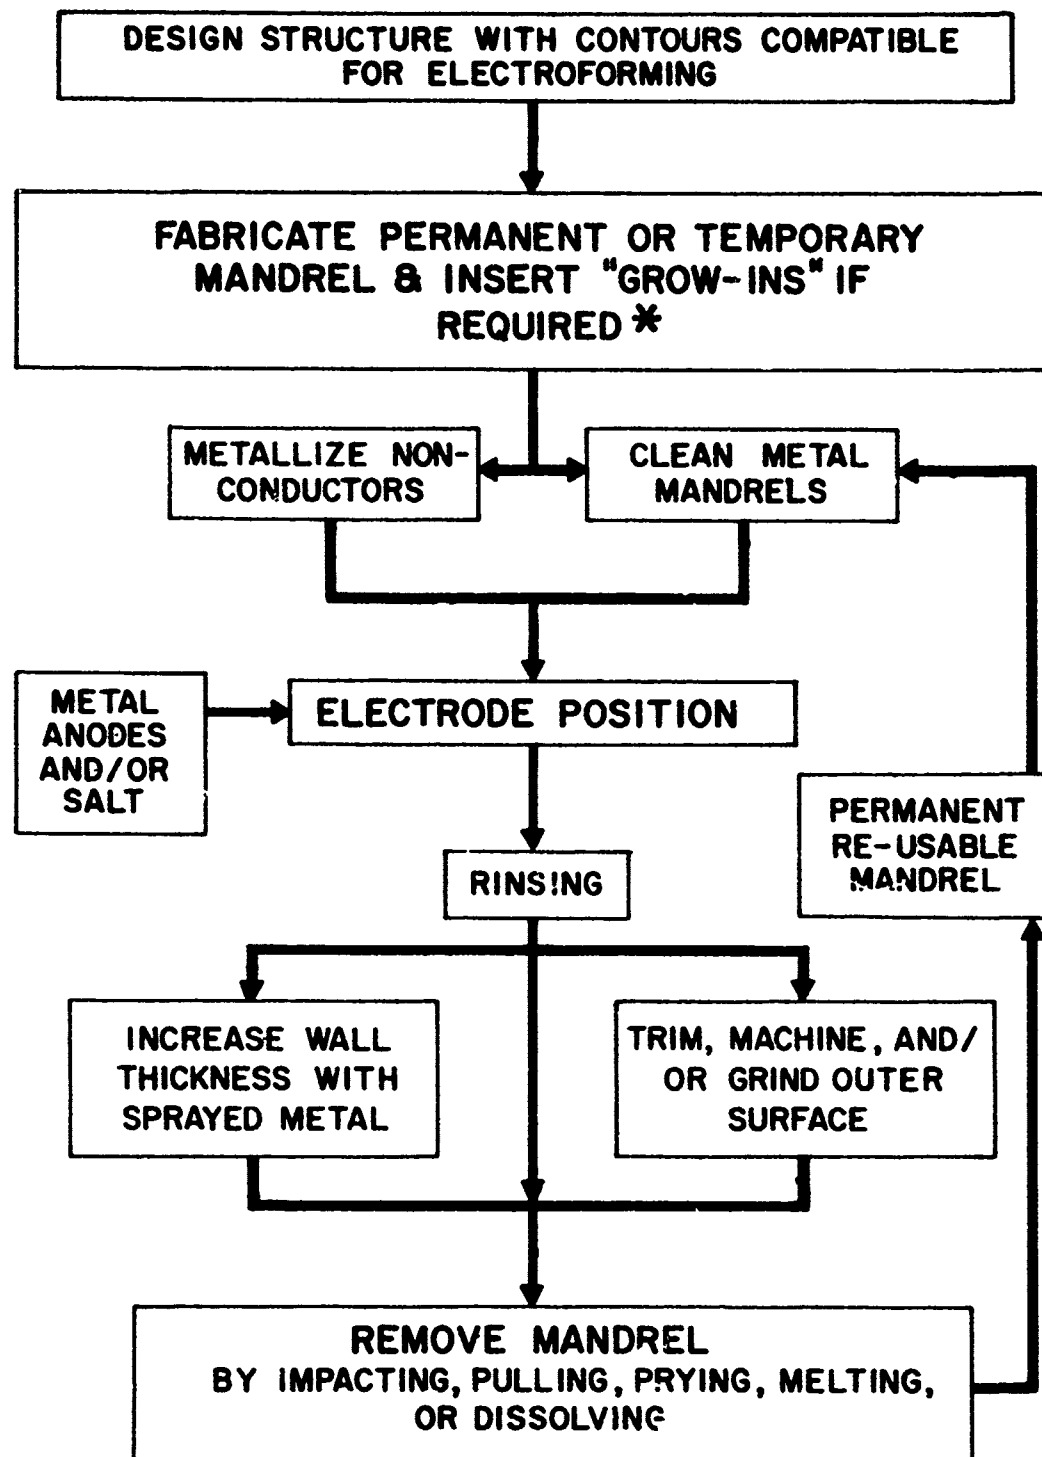 DESIGN STRUCTURE WITH CONTOURS COMPATIBLE
FOR ELECTROFORMING
FABRICATE PERMANENT OR TEMPORARY
MANDREL & INSERT "GROW-INS" IF
REQUIRED *
METALLIZE NON-
CONDUCTORS
CLEAN METAL
MANDRELS
METAL
ANODES
AND/OR
SALT
ELECTRODE POSITION
PERMANENT
RE-USABLE
MANDREL
RINSING
INCREASE WALL
THICKNESS WITH
SPRAYED METAL
TRIM, MACHINE, AND/
OR GRIND OUTER
SURFACE
REMOVE MANDREL
BY IMPACTING, PULLING, PRYING, MELTING,
OR DISSOLVING